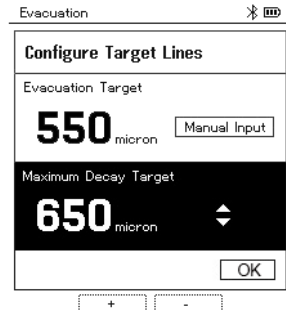 Evacuation
Configure Target Lines
Evacuation Target
550 micron
Manual Input
Maximum Decay Target
650 micron
OK
+ -